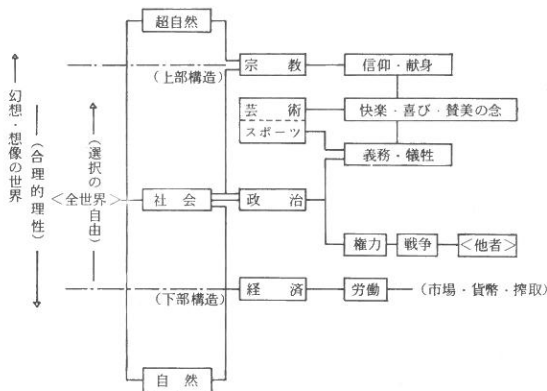 超自然
(上部構造)
宗教
信仰・献身
芸術
スポーツ
快楽・喜び・賛美の念
義務・犠牲
幻想・想像の世界
(合理的理性)
(選択の自由)
<全世界>
社会
政治
権力
戦争
<他者>
(下部構造)
経済
労働
(市場・貨幣・搾取)
自然